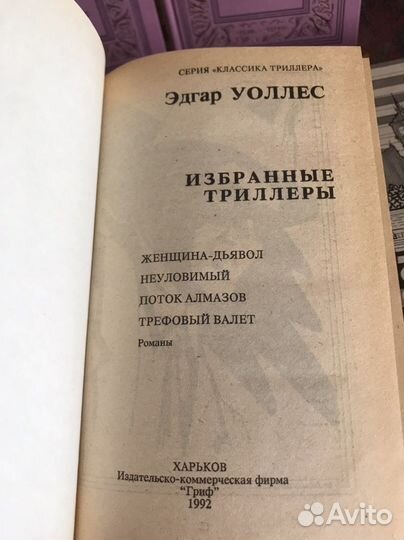 СЕРИЯ «КЛАССИКА ТРИЛЛЕРА»
Эдгар УОЛЛЕС
ИЗБРАННЫЕ
ТРИЛЛЕРЫ
ЖЕНЩИНА-ДЬЯВОЛ
НЕУЛОВИМЫЙ
ПОТОК АЛМАЗОВ
ТРЕФОВЫЙ ВАЛЕТ
Романы
ХАРЬКОВ
Издательско-коммерческая фирма
"Гриф"
1992
Avito